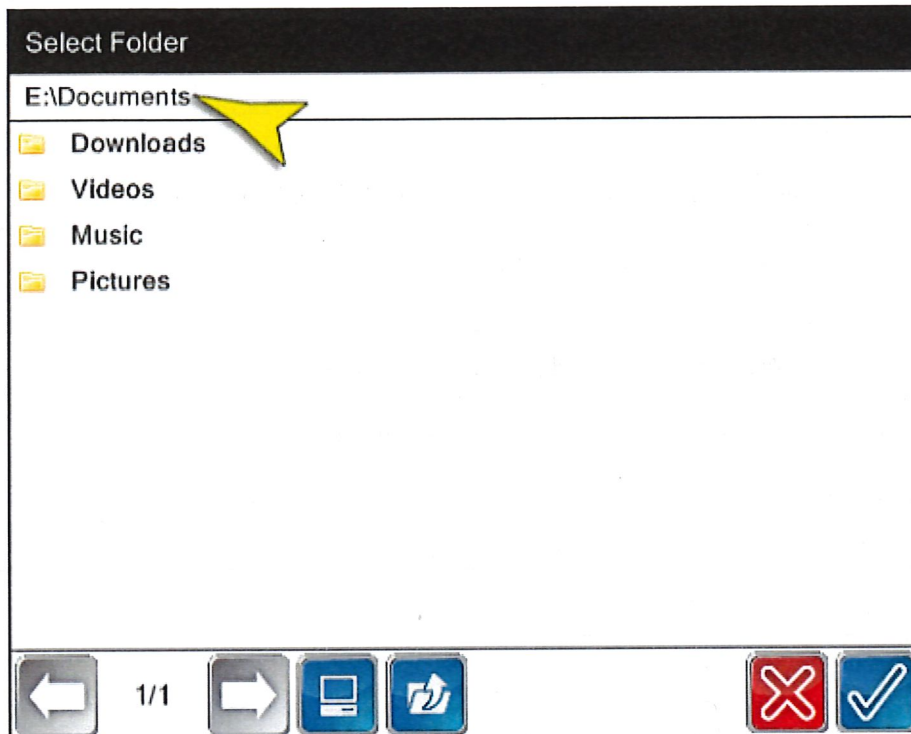 Select Folder
E:\Documents
Downloads
Videos
Music
Pictures
1/1